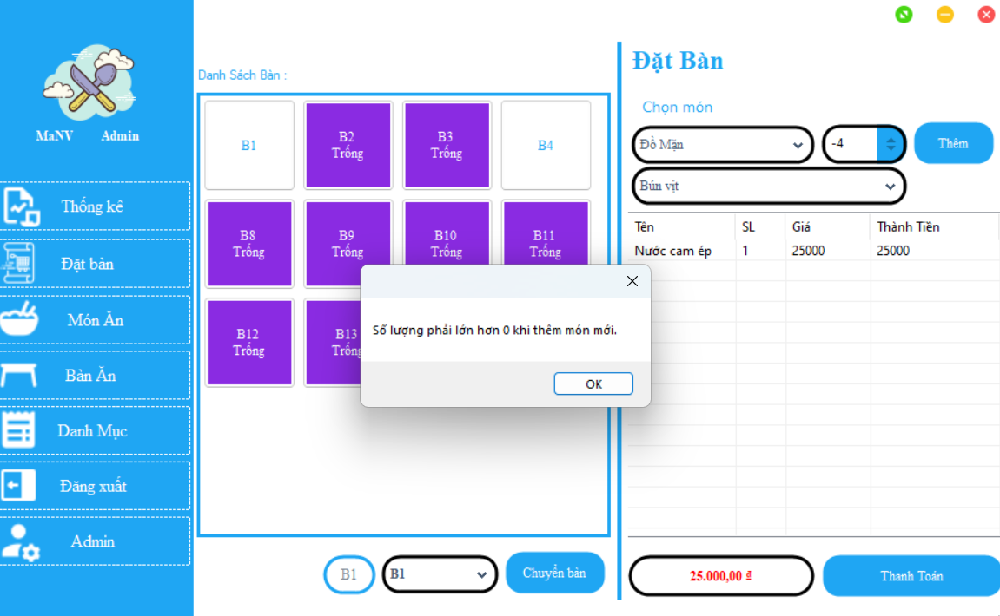 MaNV Admin
Thống kê
Đặt bàn
Món Ăn
Bàn Ăn
Danh Mục
Đăng xuất
Admin
Danh Sách Bàn :
B1
B2
Trống
B3
Trống
B4
B8
Trống
B9
Trống
B10
Trống
B11
Trống
B12
Trống
B13
Trống
Số lượng phải lớn hơn 0 khi thêm món mới.
OK
B1
B1
Chuyển bàn
Đặt Bàn
Chọn món
Đồ Mặn
-4
Thêm
Bún vịt
Tên SL Giá Thành Tiền
Nước cam ép 1 25000 25000
25.000,00 ₫
Thanh Toán